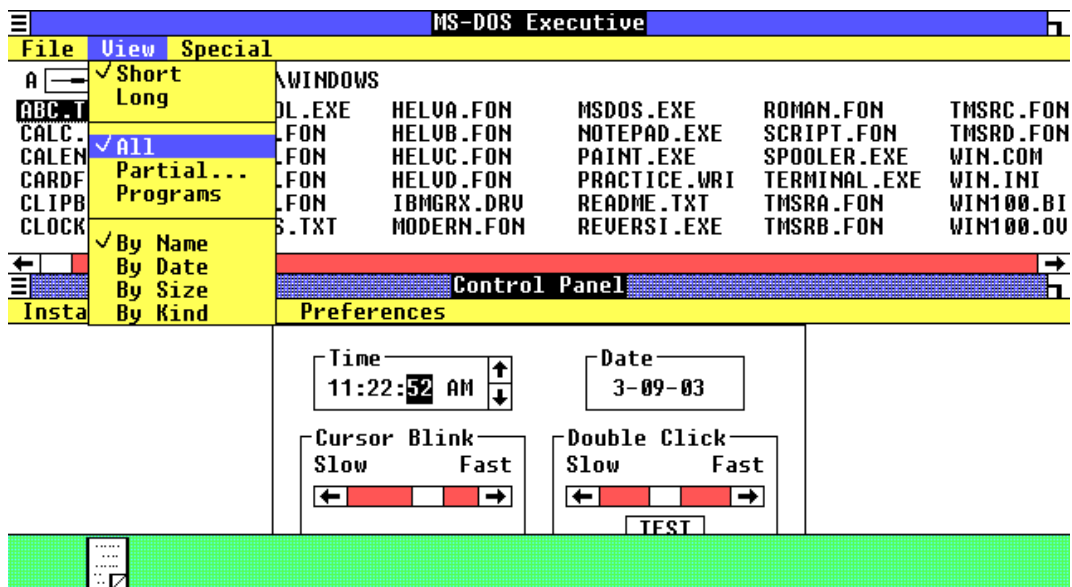 MS-DOS Executive
File View Special
A \WINDOWS
✓Short
Long
✓All
Partial...
Programs
✓By Name
By Date
By Size
By Kind
ABC.T OL.EXE HELVA.FON MSDOS.EXE ROMAN.FON TMSRC.FON
CALC. .FON HELVB.FON NOTEPAD.EXE SCRIPT.FON TMSRD.FON
CALEN .FON HELVC.FON PAINT.EXE SPOOLER.EXE WIN.COM
CARDF .FON HELVD.FON PRACTICE.WRI TERMINAL.EXE WIN.INI
CLIPB .FON IBMGRX.DRV README.TXT TMSRA.FON WIN100.BI
CLOCK S.TXT MODERN.FON REVERSI.EXE TMSRB.FON WIN100.OV
Control Panel
Insta Preferences
Time Date
11:22:52 AM 3-09-03
Cursor Blink Double Click
Slow Fast Slow Fast
TEST